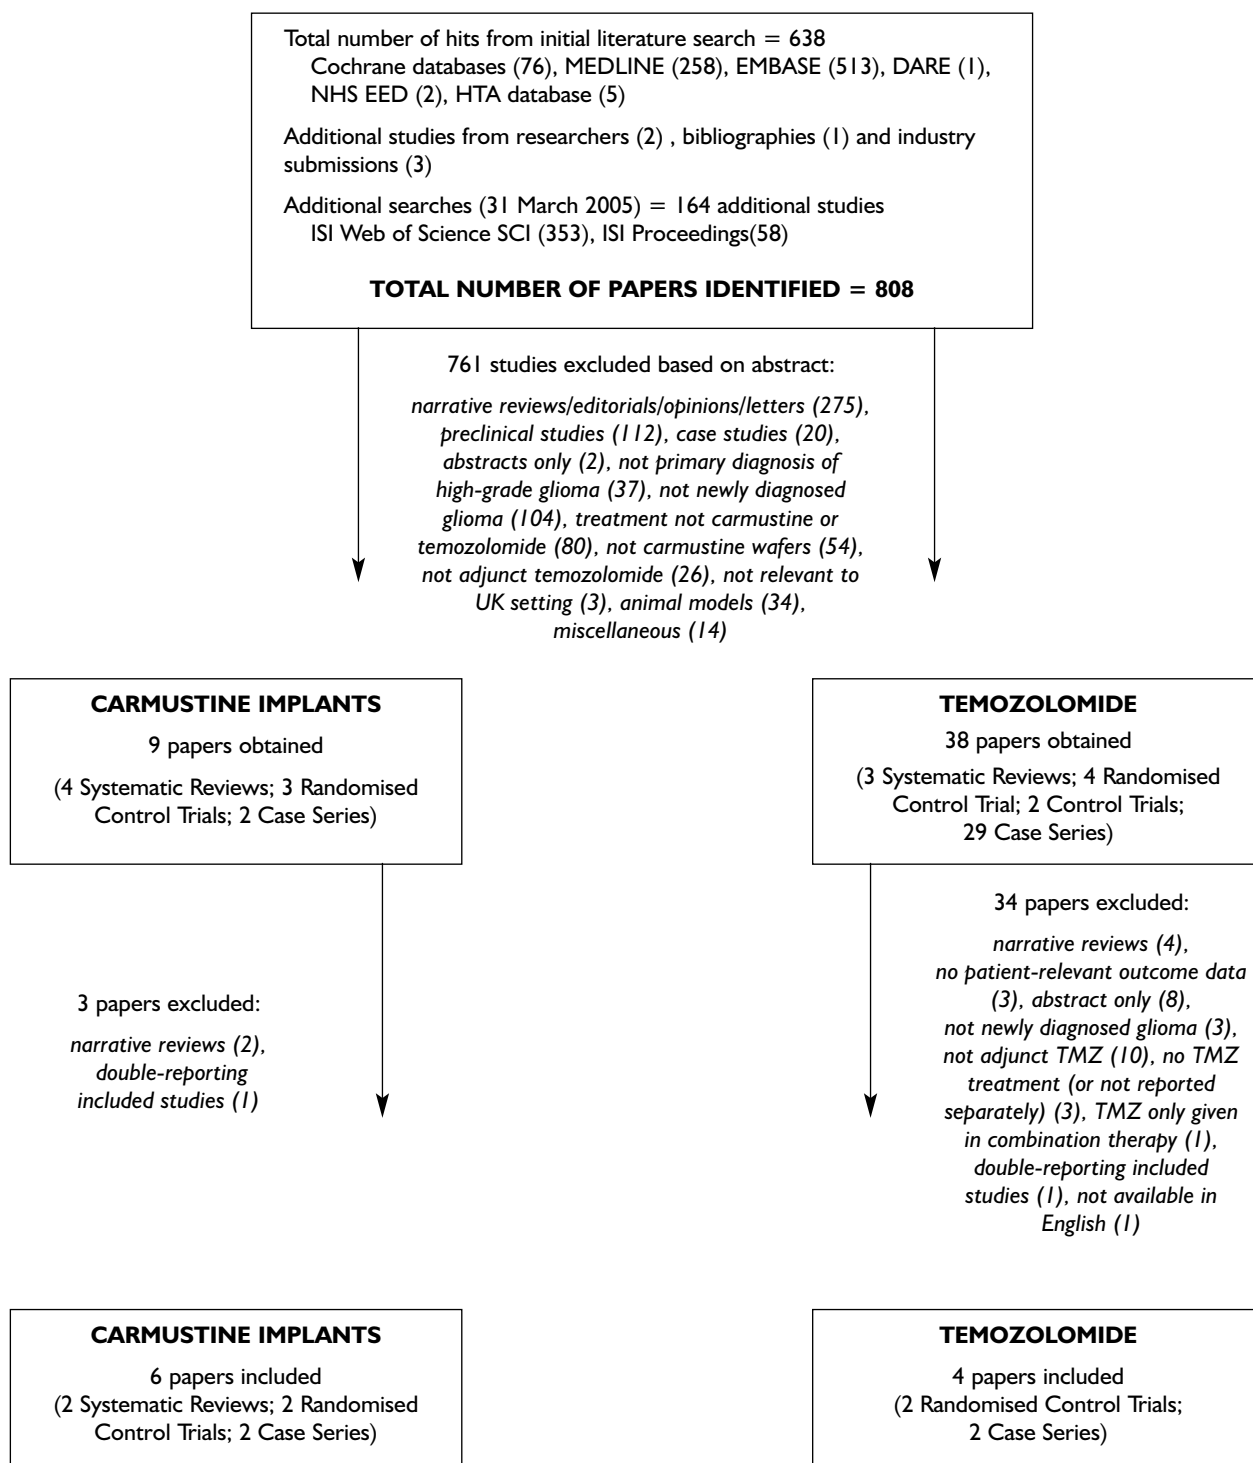 Total number of hits from initial literature search = 638
Cochrane databases (76), MEDLINE (258), EMBASE (513), DARE (1),
NHS EED (2), HTA database (5)
Additional studies from researchers (2) , bibliographies (1) and industry
submissions (3)
Additional searches (31 March 2005) = 164 additional studies
ISI Web of Science SCI (353), ISI Proceedings(58)
TOTAL NUMBER OF PAPERS IDENTIFIED = 808
761 studies excluded based on abstract:
narrative reviews/editorials/opinions/letters (275),
preclinical studies (112), case studies (20),
abstracts only (2), not primary diagnosis of
high-grade glioma (37), not newly diagnosed
glioma (104), treatment not carmustine or
temozolomide (80), not carmustine wafers (54),
not adjunct temozolomide (26), not relevant to
UK setting (3), animal models (34),
miscellaneous (14)
CARMUSTINE IMPLANTS
9 papers obtained
(4 Systematic Reviews; 3 Randomised
Control Trials; 2 Case Series)
TEMOZOLOMIDE
38 papers obtained
(3 Systematic Reviews; 4 Randomised
Control Trial; 2 Control Trials;
29 Case Series)
3 papers excluded:
narrative reviews (2),
double-reporting
included studies (1)
34 papers excluded:
narrative reviews (4),
no patient-relevant outcome data
(3), abstract only (8),
not newly diagnosed glioma (3),
not adjunct TMZ (10), no TMZ
treatment (or not reported
separately) (3), TMZ only given
in combination therapy (1),
double-reporting included
studies (1), not available in
English (1)
CARMUSTINE IMPLANTS
6 papers included
(2 Systematic Reviews; 2 Randomised
Control Trials; 2 Case Series)
TEMOZOLOMIDE
4 papers included
(2 Randomised Control Trials;
2 Case Series)